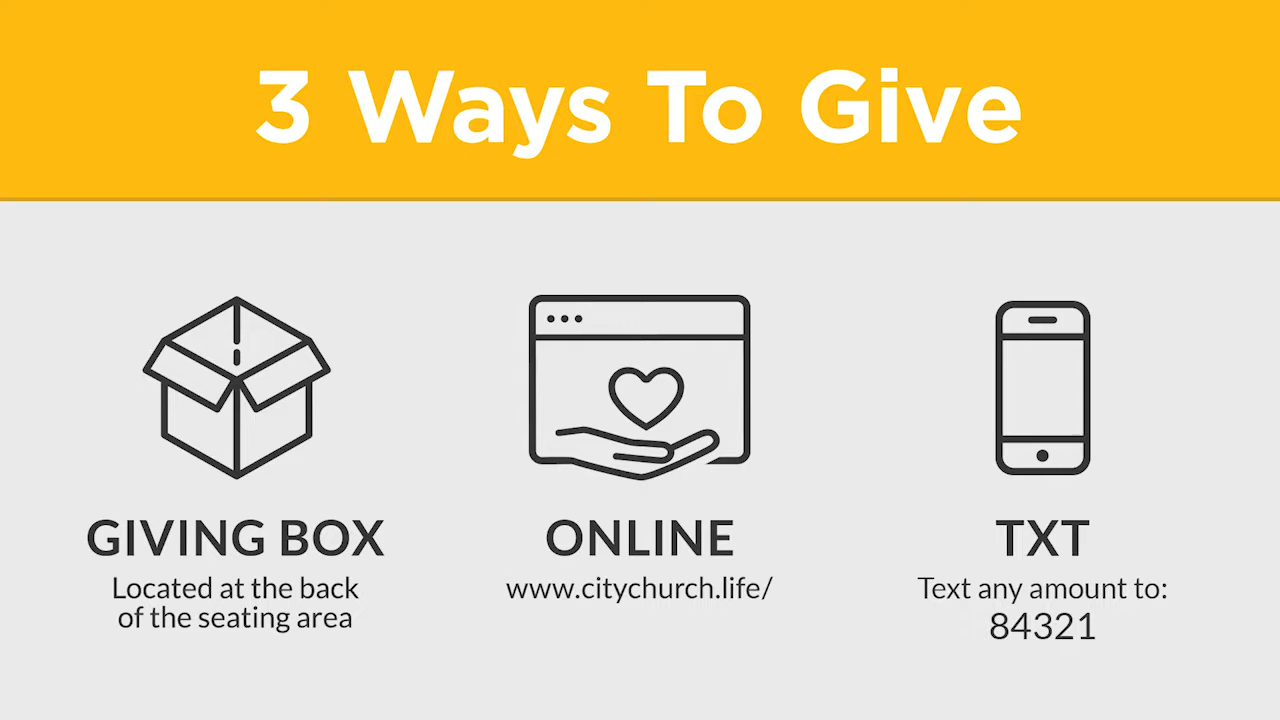 3 Ways To Give
GIVING BOX
Located at the back
of the seating area
ONLINE
www.citychurch.life/
TXT
Text any amount to:
84321